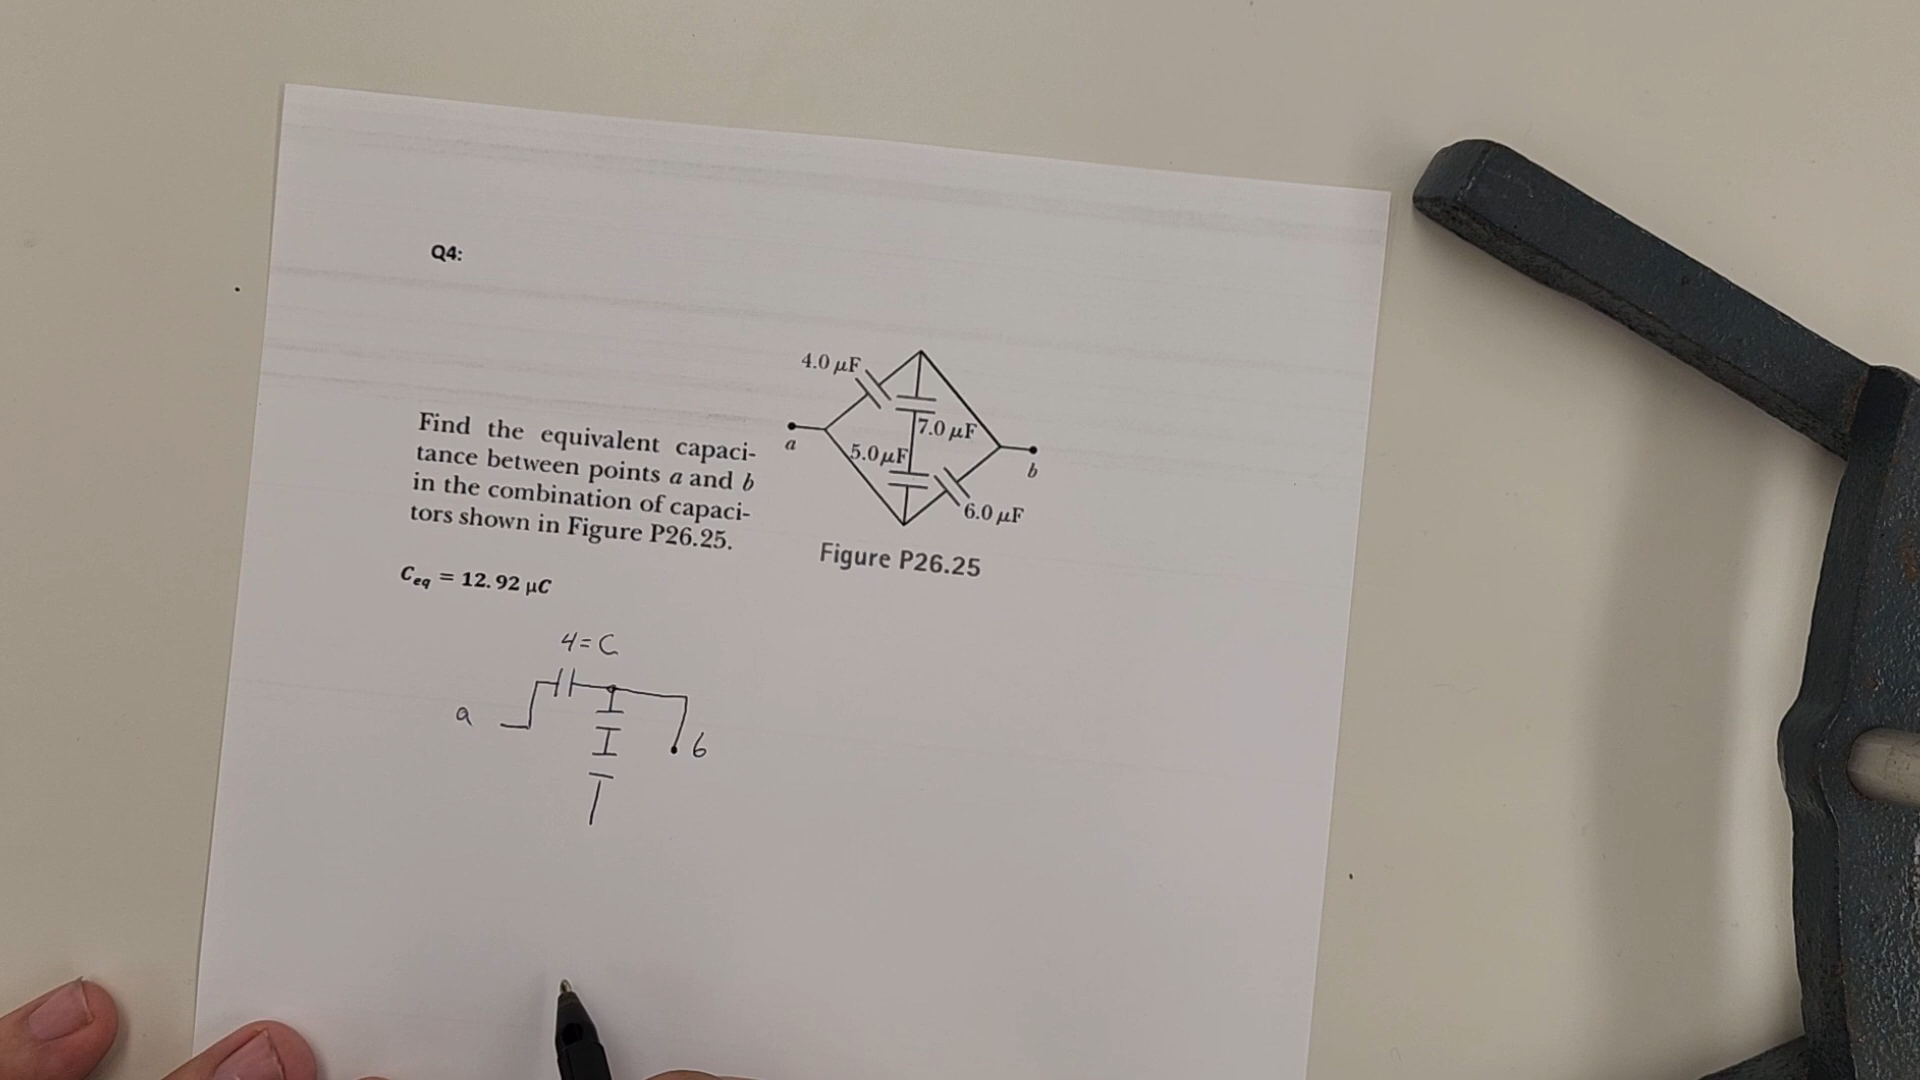 Q4:
4.0 μF
7.0 μF
a
5.0 μF
b
6.0 μF
Find the equivalent capaci-
tance between points a and b
in the combination of capaci-
tors shown in Figure P26.25.
Figure P26.25
Ceq = 12.92 μC
4=C
a
6